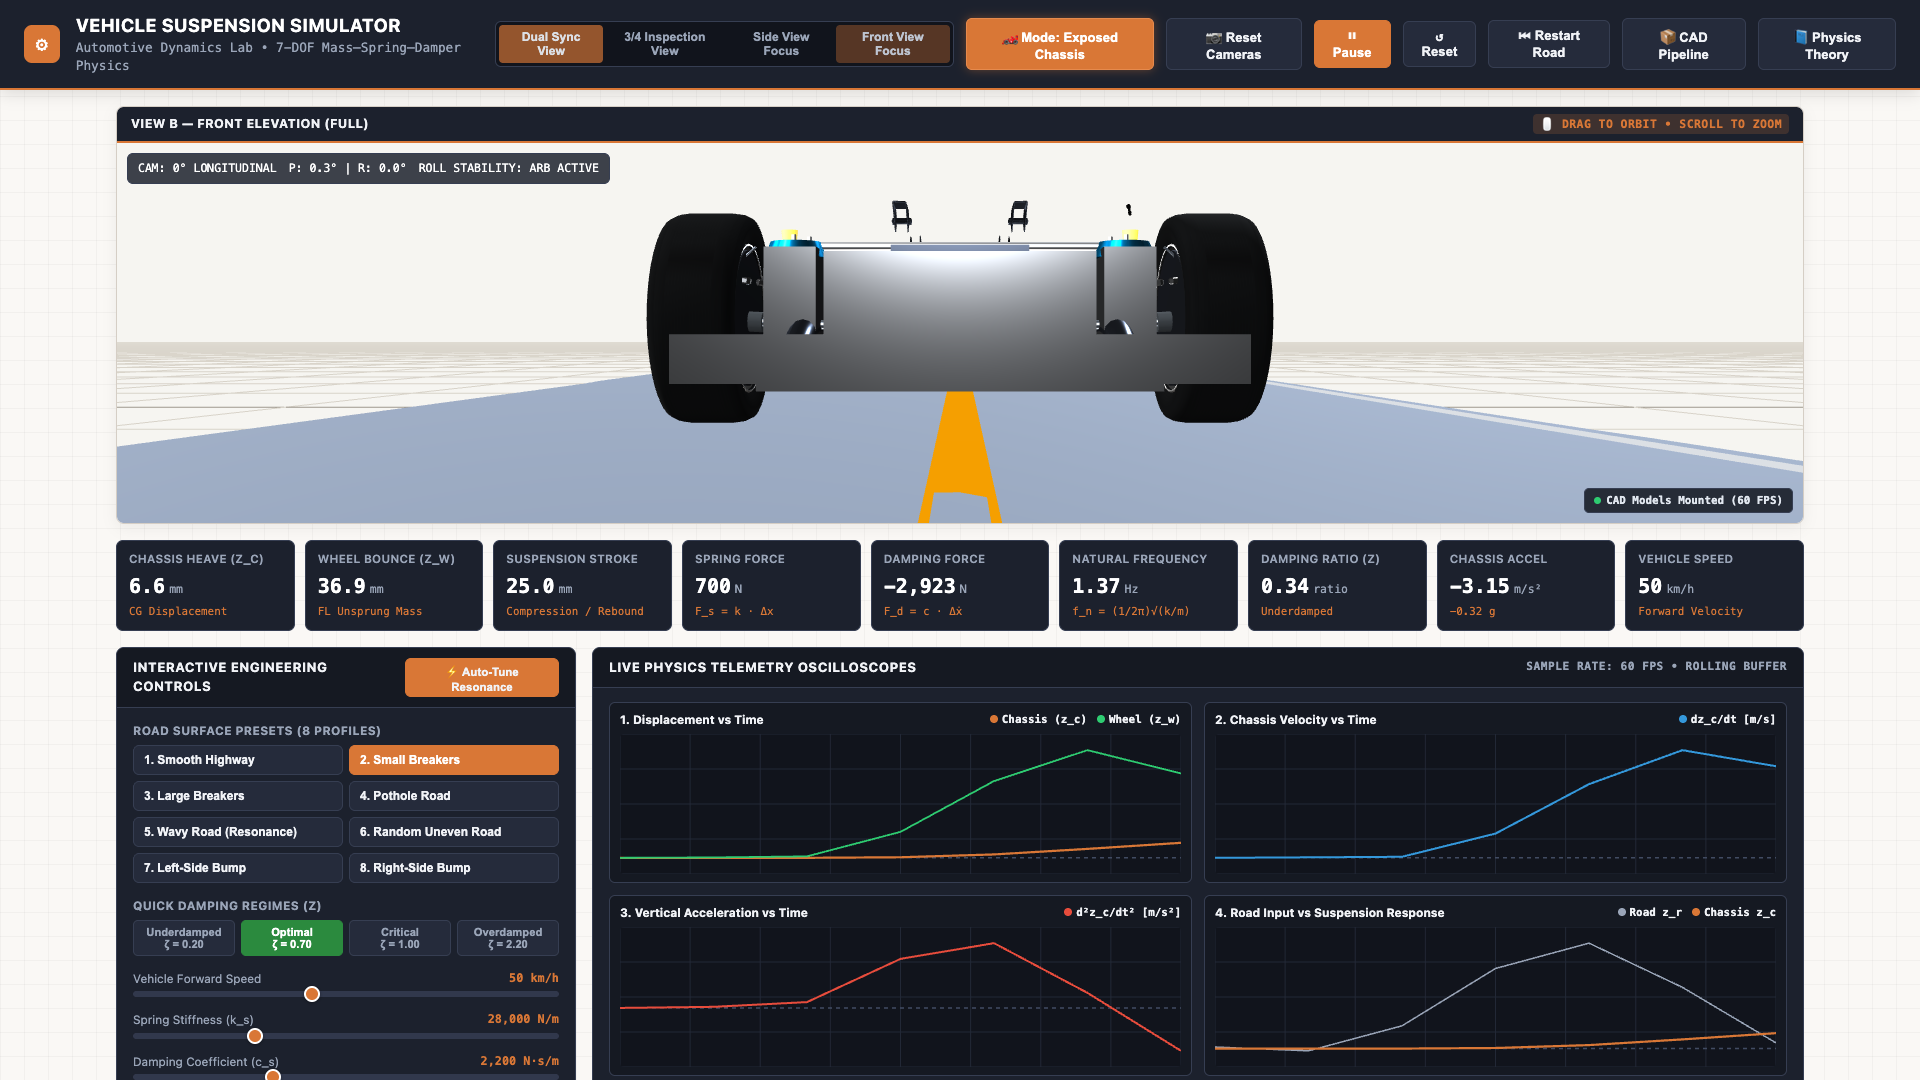 VEHICLE SUSPENSION SIMULATOR
Automotive Dynamics Lab • 7-DOF Mass–Spring–Damper
Physics
Dual Sync
View
3/4 Inspection
View
Side View
Focus
Front View
Focus
🏎️ Mode: Exposed
Chassis
📷 Reset
Cameras
⏸
Pause
↺
Reset
⏮ Restart
Road
📦 CAD
Pipeline
📘 Physics
Theory
VIEW B — FRONT ELEVATION (FULL)
🖱️ DRAG TO ORBIT • SCROLL TO ZOOM
CAM: 0° LONGITUDINAL P: 0.3° | R: 0.0° ROLL STABILITY: ARB ACTIVE
CAD Models Mounted (60 FPS)
CHASSIS HEAVE (Z_C)
6.6 mm
CG Displacement
WHEEL BOUNCE (Z_W)
36.9 mm
FL Unsprung Mass
SUSPENSION STROKE
25.0 mm
Compression / Rebound
SPRING FORCE
700 N
F_s = k · Δx
DAMPING FORCE
−2,923 N
F_d = c · Δẋ
NATURAL FREQUENCY
1.37 Hz
f_n = (1/2π)√(k/m)
DAMPING RATIO (Ζ)
0.34 ratio
Underdamped
CHASSIS ACCEL
−3.15 m/s²
−0.32 g
VEHICLE SPEED
50 km/h
Forward Velocity
INTERACTIVE ENGINEERING
CONTROLS
⚡ Auto-Tune
Resonance
ROAD SURFACE PRESETS (8 PROFILES)
1. Smooth Highway
2. Small Breakers
3. Large Breakers
4. Pothole Road
5. Wavy Road (Resonance)
6. Random Uneven Road
7. Left-Side Bump
8. Right-Side Bump
QUICK DAMPING REGIMES (Ζ)
Underdamped
ζ = 0.20
Optimal
ζ = 0.70
Critical
ζ = 1.00
Overdamped
ζ = 2.20
Vehicle Forward Speed
50 km/h
Spring Stiffness (k_s)
28,000 N/m
Damping Coefficient (c_s)
2,200 N·s/m
LIVE PHYSICS TELEMETRY OSCILLOSCOPES
SAMPLE RATE: 60 FPS • ROLLING BUFFER
1. Displacement vs Time
Chassis (z_c)
Wheel (z_w)
2. Chassis Velocity vs Time
dz_c/dt [m/s]
3. Vertical Acceleration vs Time
d²z_c/dt² [m/s²]
4. Road Input vs Suspension Response
Road z_r
Chassis z_c